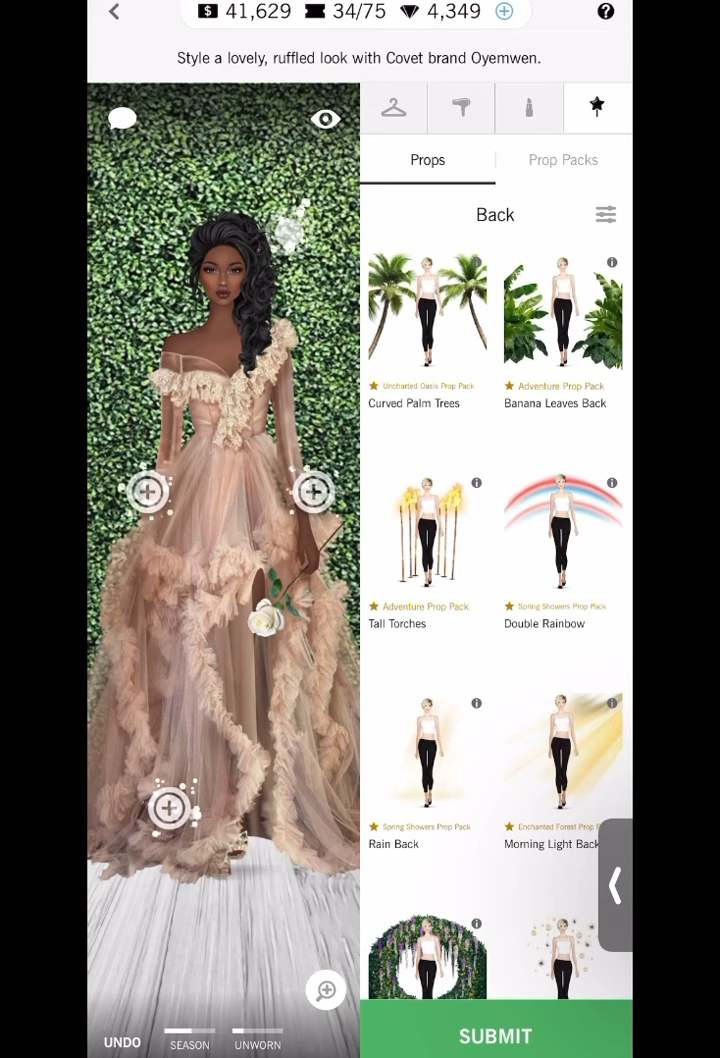 $ 41,629 34/75 4,349
Style a lovely, ruffled look with Covet brand Oyemwen.
Props Prop Packs
Back
Uncharted Oasis Prop Pack
Curved Palm Trees
Adventure Prop Pack
Banana Leaves Back
Adventure Prop Pack
Tall Torches
Spring Showers Prop Pack
Double Rainbow
Spring Showers Prop Pack
Rain Back
Enchanted Forest Prop
Morning Light Back
UNDO
SEASON
UNWORN
SUBMIT